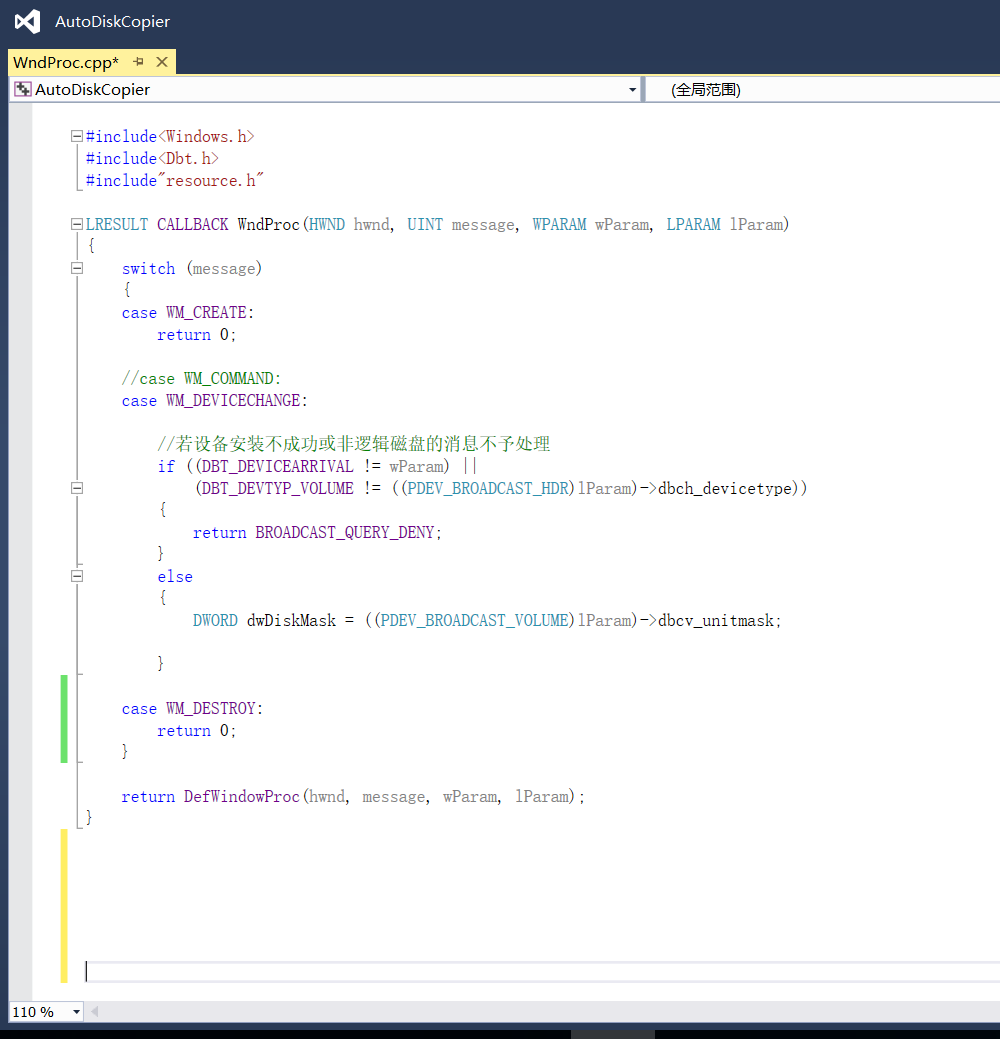 AutoDiskCopier
WndProc.cpp*
AutoDiskCopier
(全局范围)
#include<Windows.h>
#include<Dbt.h>
#include"resource.h"
LRESULT CALLBACK WndProc(HWND hwnd, UINT message, WPARAM wParam, LPARAM lParam)
{
switch (message)
{
case WM_CREATE:
return 0;
//case WM_COMMAND:
case WM_DEVICECHANGE:
//若设备安装不成功或非逻辑磁盘的消息不予处理
if ((DBT_DEVICEARRIVAL != wParam) ||
(DBT_DEVTYP_VOLUME != ((PDEV_BROADCAST_HDR)lParam)->dbch_devicetype))
{
return BROADCAST_QUERY_DENY;
}
else
{
DWORD dwDiskMask = ((PDEV_BROADCAST_VOLUME)lParam)->dbcv_unitmask;
}
case WM_DESTROY:
return 0;
}
return DefWindowProc(hwnd, message, wParam, lParam);
}
110 %